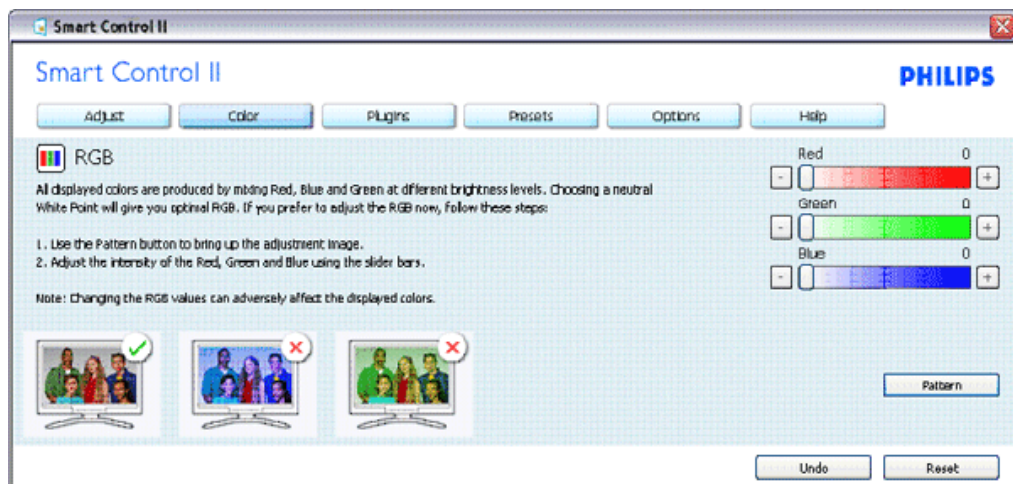 Smart Control II
Smart Control II
PHILIPS
Adjust Color Plugins Presets Options Help
RGB
All displayed colors are produced by mixing Red, Blue and Green at different brightness levels. Choosing a neutral
White Point will give you optimal RGB. If you prefer to adjust the RGB now, follow these steps:
1. Use the Pattern button to bring up the adjustment image.
2. Adjust the intensity of the Red, Green and Blue using the slider bars.
Note: Changing the RGB values can adversely affect the displayed colors.
Red 0
- +
Green 0
- +
Blue 0
- +
Pattern
Undo Reset